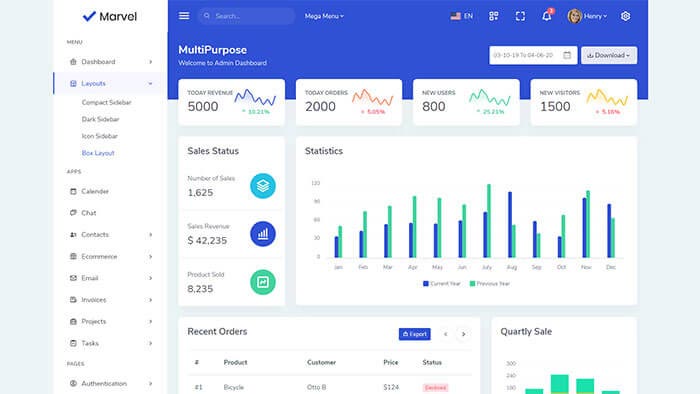 Marvel
Search...
Mega Menu
EN
3
Henry
MENU
Dashboard
Layouts
Compact Sidebar
Dark Sidebar
Icon Sidebar
Box Layout
APPS
Calender
Chat
Contacts
Ecommerce
Email
Invoices
Projects
Tasks
PAGES
Authentication
MultiPurpose
Welcome to Admin Dashboard
03-10-19 To 04-06-20
Download
TODAY REVENUE
5000
10.21%
TODAY ORDERS
2000
5.05%
NEW USERS
800
25.21%
NEW VISITORS
1500
5.16%
Sales Status
Number of Sales
1,625
Sales Revenue
$ 42,235
Product Sold
8,235
Statistics
120
90
60
30
0
Jan Feb Mar Apr May Jun July Aug Sep Oct Nov Dec
Current Year Previous Year
Recent Orders
Export
# Product Customer Price Status
#1 Bicycle Otto B $124 Declined
Quartly Sale
300
240
180